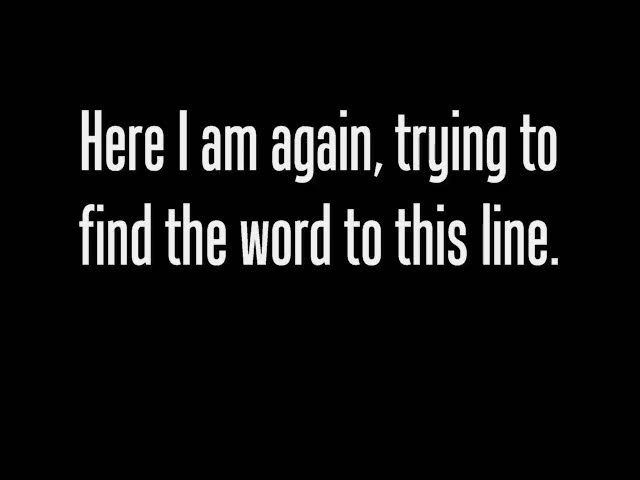 Here I am again, trying to
find the word to this line.